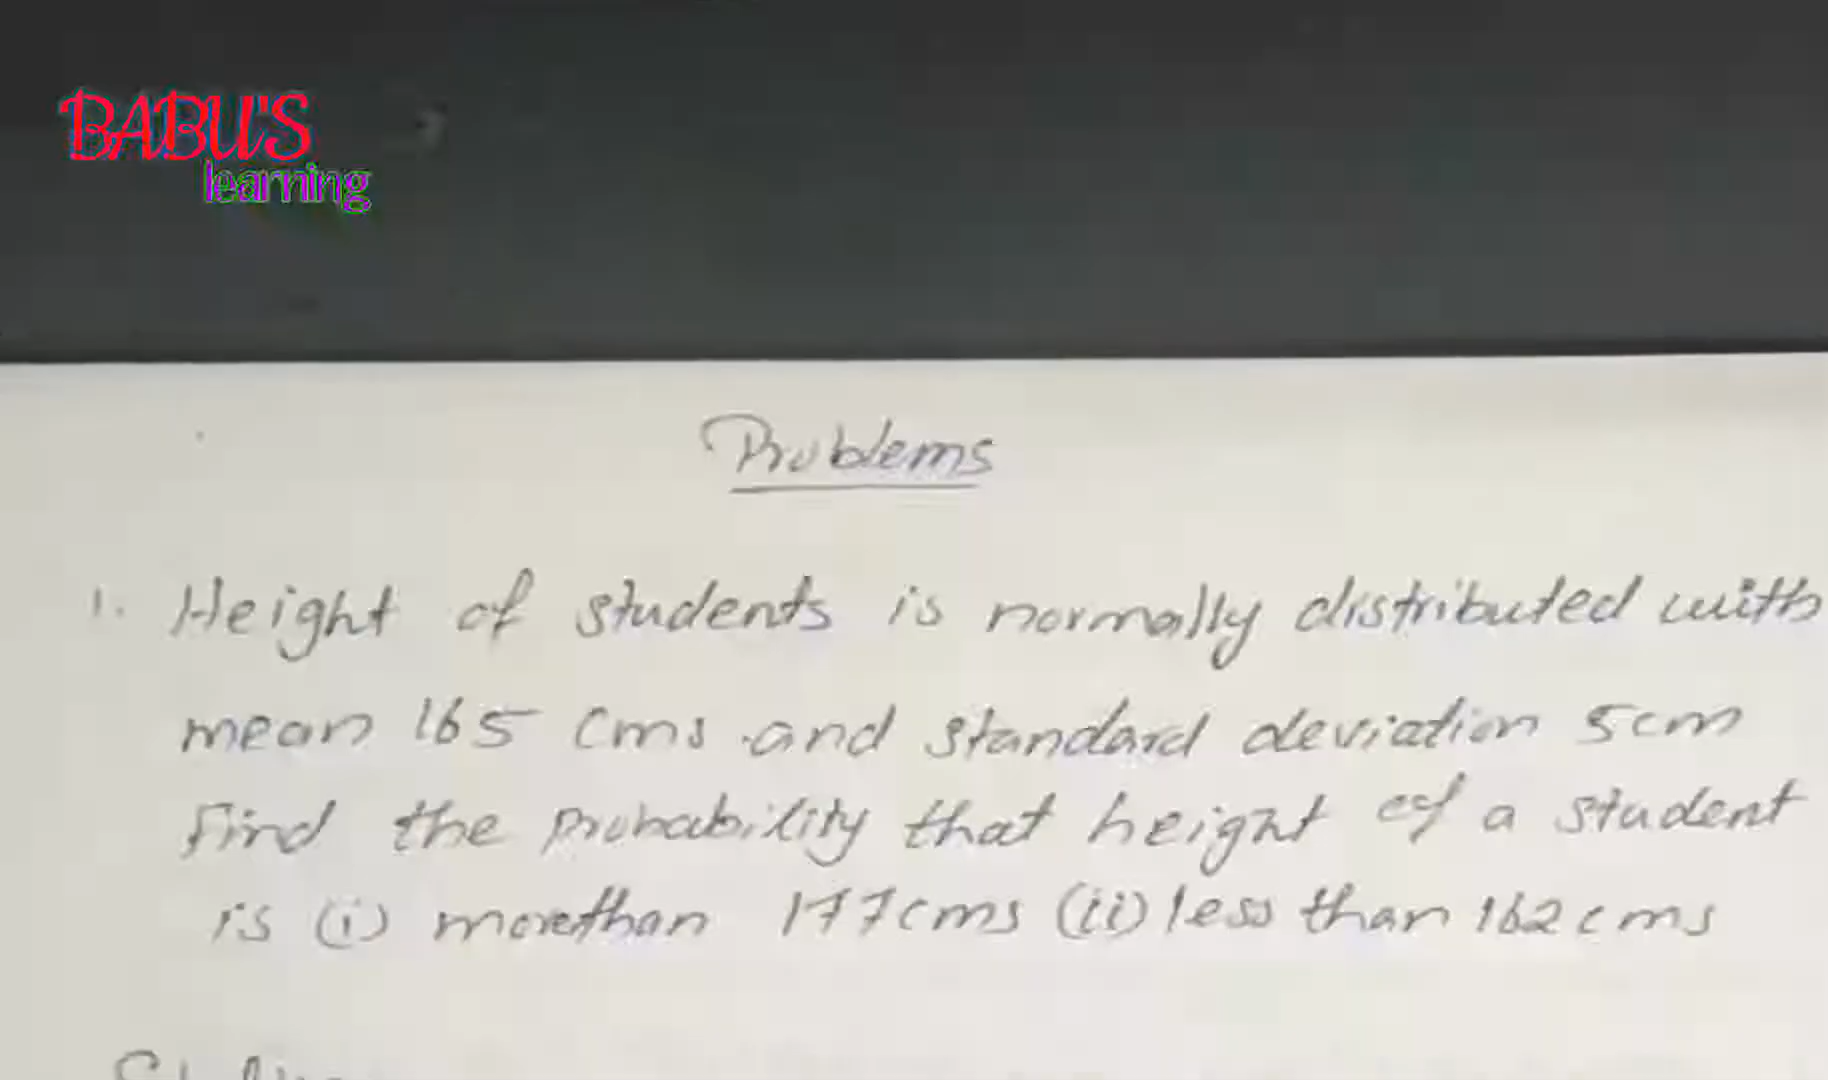 BABU'S
learning
Problems
1. Height of students is normally distributed with
mean 165 cms and standard deviation 5cm
Find the probability that height of a student
is (i) morethan 177cms (ii) less than 162cms